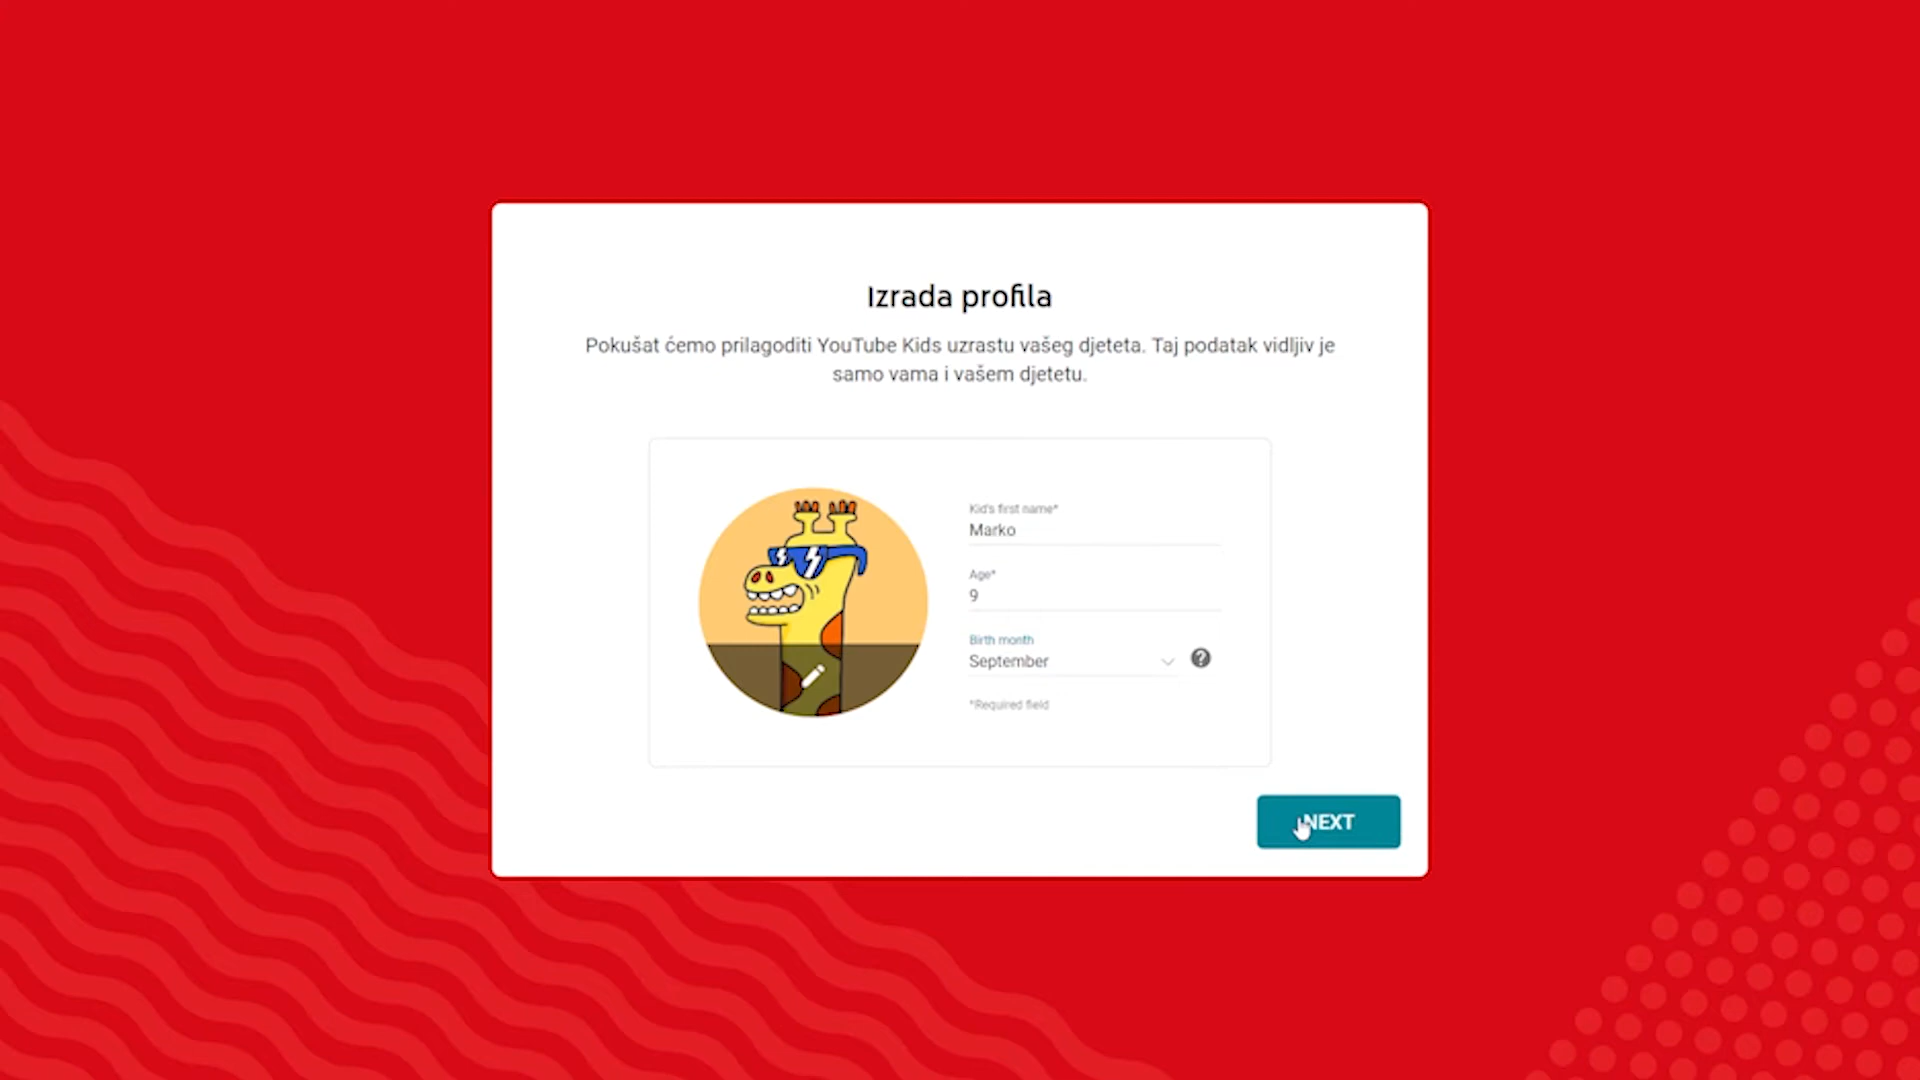 Izrada profila
Pokušat ćemo prilagoditi YouTube Kids uzrastu vašeg djeteta. Taj podatak vidljiv je
samo vama i vašem djetetu.
Kid's first name*
Marko
Age*
9
Birth month
September
?
*Required field
NEXT